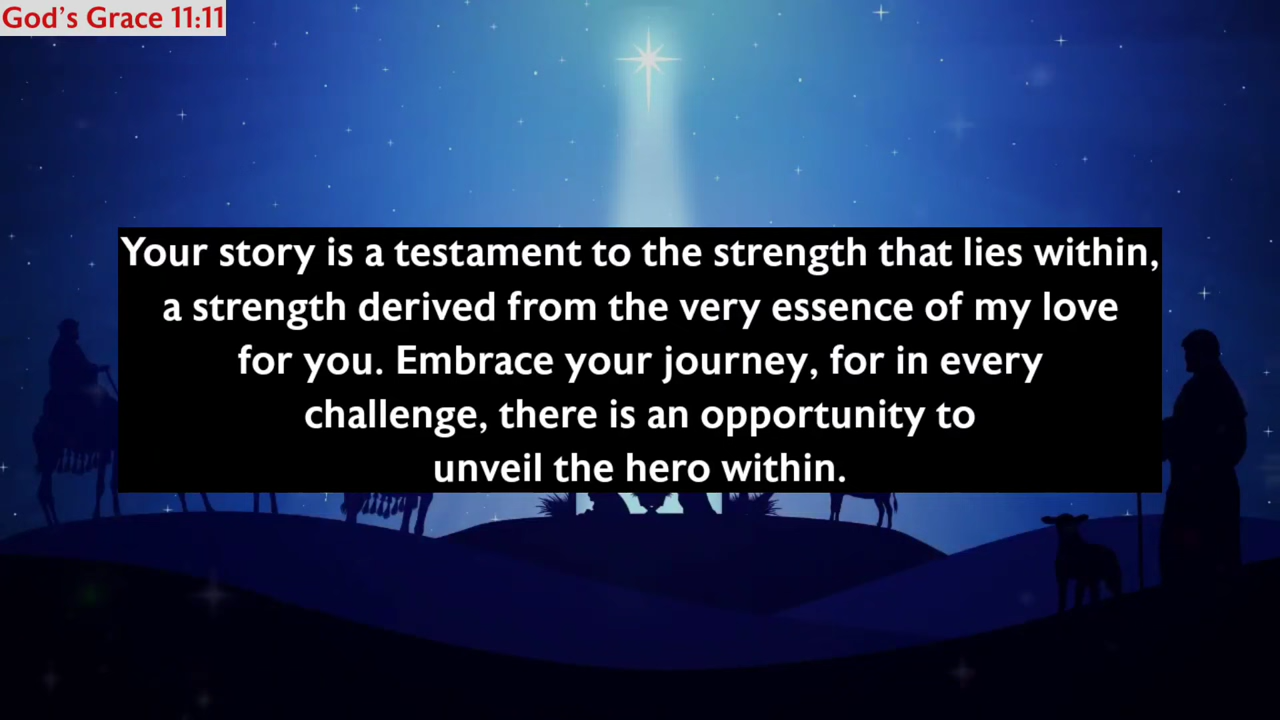 God’s Grace 11:11
Your story is a testament to the strength that lies within,
a strength derived from the very essence of my love
for you. Embrace your journey, for in every
challenge, there is an opportunity to
unveil the hero within.